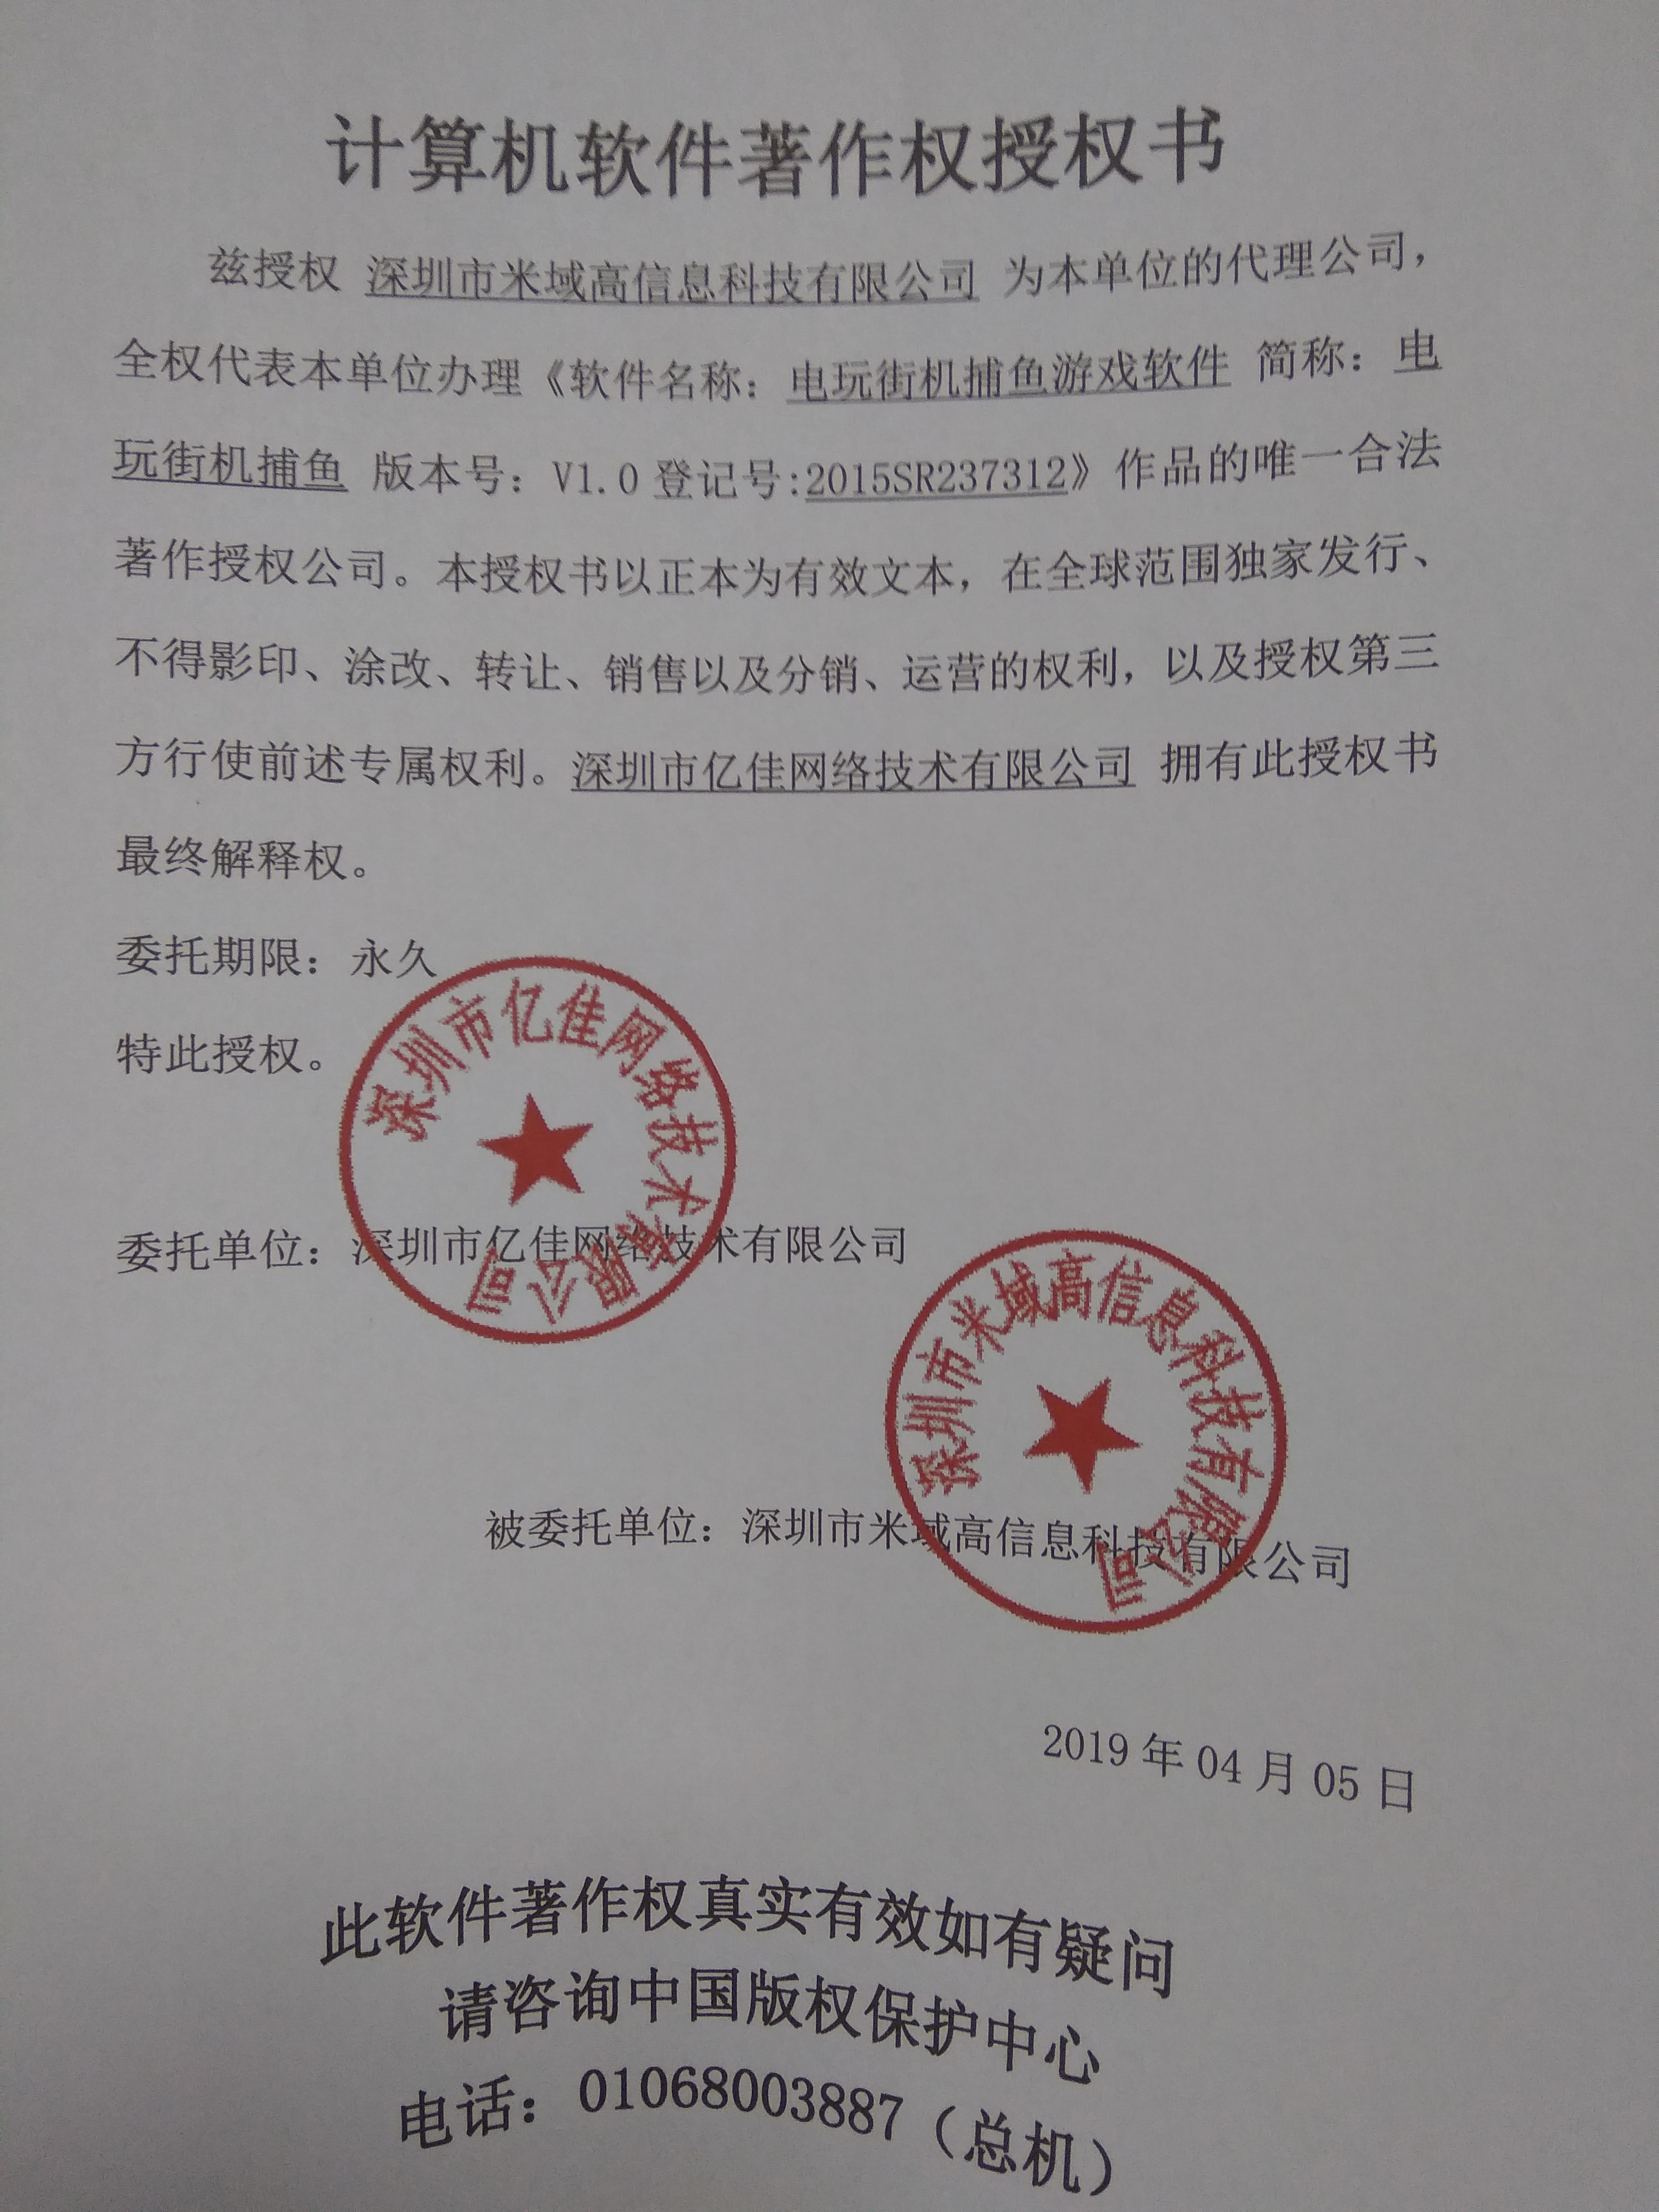 计算机软件著作权授权书
兹授权 深圳市米域高信息科技有限公司 为本单位的代理公司，
全权代表本单位办理《软件名称：电玩街机捕鱼游戏软件 简称：电
玩街机捕鱼 版本号：V1.0 登记号:2015SR237312》作品的唯一合法
著作授权公司。本授权书以正本为有效文本，在全球范围独家发行、
不得影印、涂改、转让、销售以及分销、运营的权利，以及授权第三
方行使前述专属权利。深圳市亿佳网络技术有限公司 拥有此授权书
最终解释权。
委托期限：永久
特此授权。
深圳市亿佳网络技术有限公司
委托单位：深圳市亿佳网络技术有限公司
深圳市米域高信息科技有限公司
被委托单位：深圳市米域高信息科技有限公司
2019年04月05日
此软件著作权真实有效如有疑问
请咨询中国版权保护中心
电话：01068003887（总机）